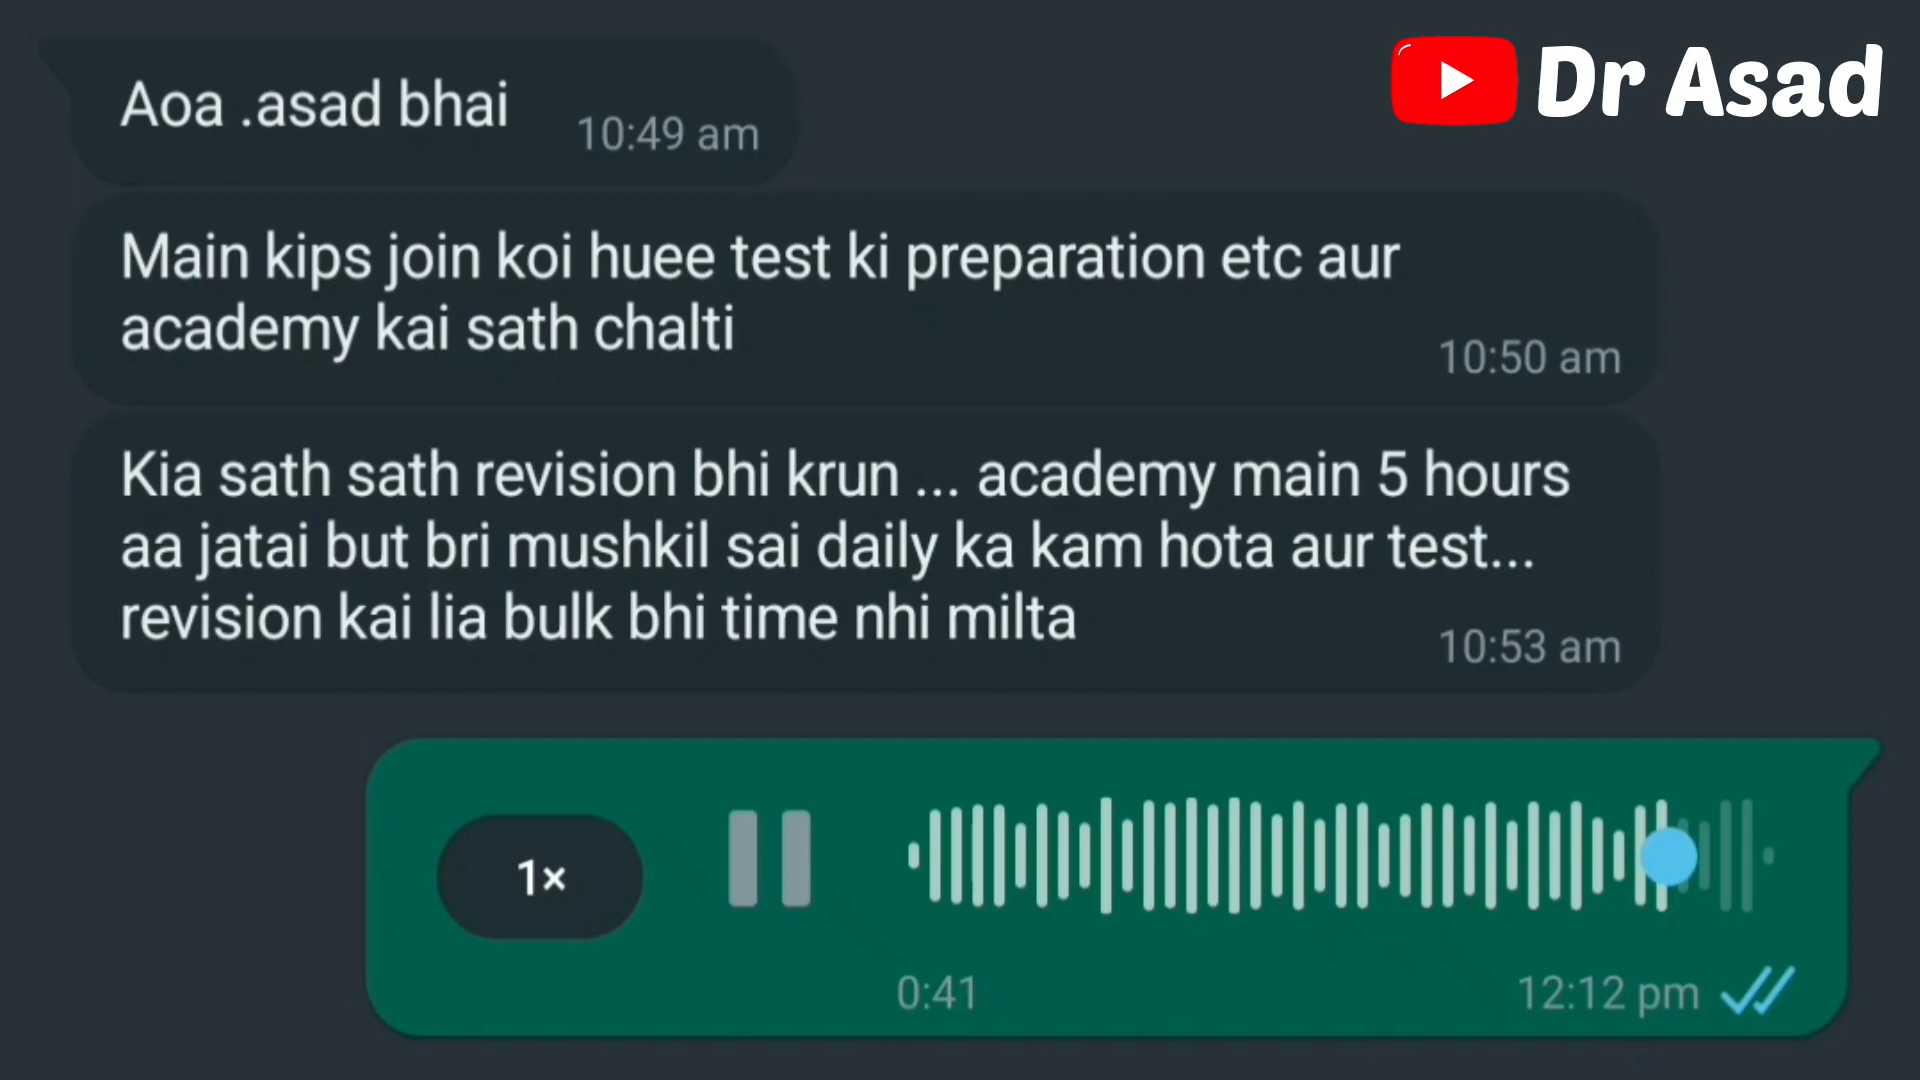 Aoa .asad bhai
10:49 am
Dr Asad
Main kips join koi huee test ki preparation etc aur
academy kai sath chalti
10:50 am
Kia sath sath revision bhi krun ... academy main 5 hours
aa jatai but bri mushkil sai daily ka kam hota aur test...
revision kai lia bulk bhi time nhi milta
10:53 am
1×
0:41
12:12 pm